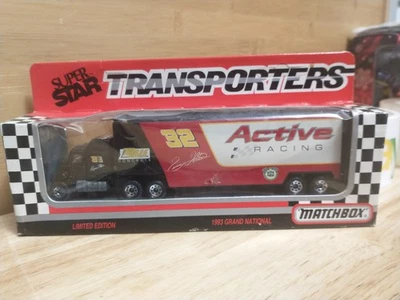 SUPER
STAR
TRANSPORTERS
32
Active
RACING
LIMITED EDITION
1993 GRAND NATIONAL
MATCHBOX